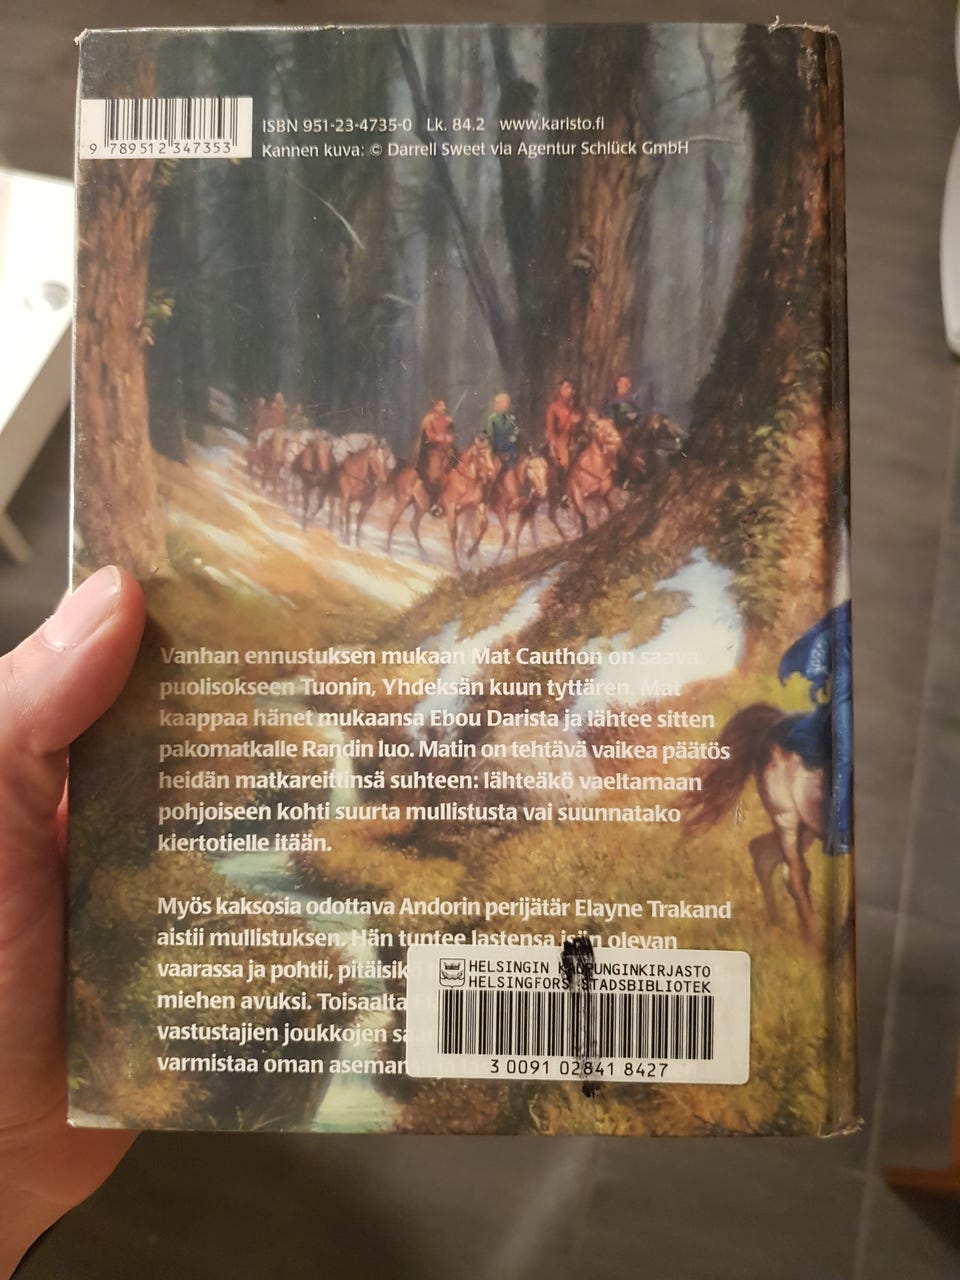 ISBN 951-23-4735-0 Lk. 84.2 www.karisto.fi
9 789512 347353
Kannen kuva: © Darrell Sweet via Agentur Schlück GmbH
Vanhan ennustuksen mukaan Mat Cauthon on saava
puolisokseen Tuonin, Yhdeksän kuun tyttären. Mat
kaappaa hänet mukaansa Ebou Darista ja lähtee sitten
pakomatkalle Randin luo. Matin on tehtävä vaikea päätös
heidän matkareittinsä suhteen: lähteäkö vaeltamaan
pohjoiseen kohti suurta mullistusta vai suunnatako
kiertotielle itään.
Myös kaksosia odottava Andorin perijätär Elayne Trakand
aistii mullistuksen. Hän tuntee lastensa isän olevan
vaarassa ja pohtii, pitäisikö
miehen avuksi. Toisaalta
vastustajien joukkojen
varmistaa oman
HELSINGIN KAUPUNGINKIRJASTO
HELSINGFORS STADSBIBLIOTEK
3 0091 02841 8427